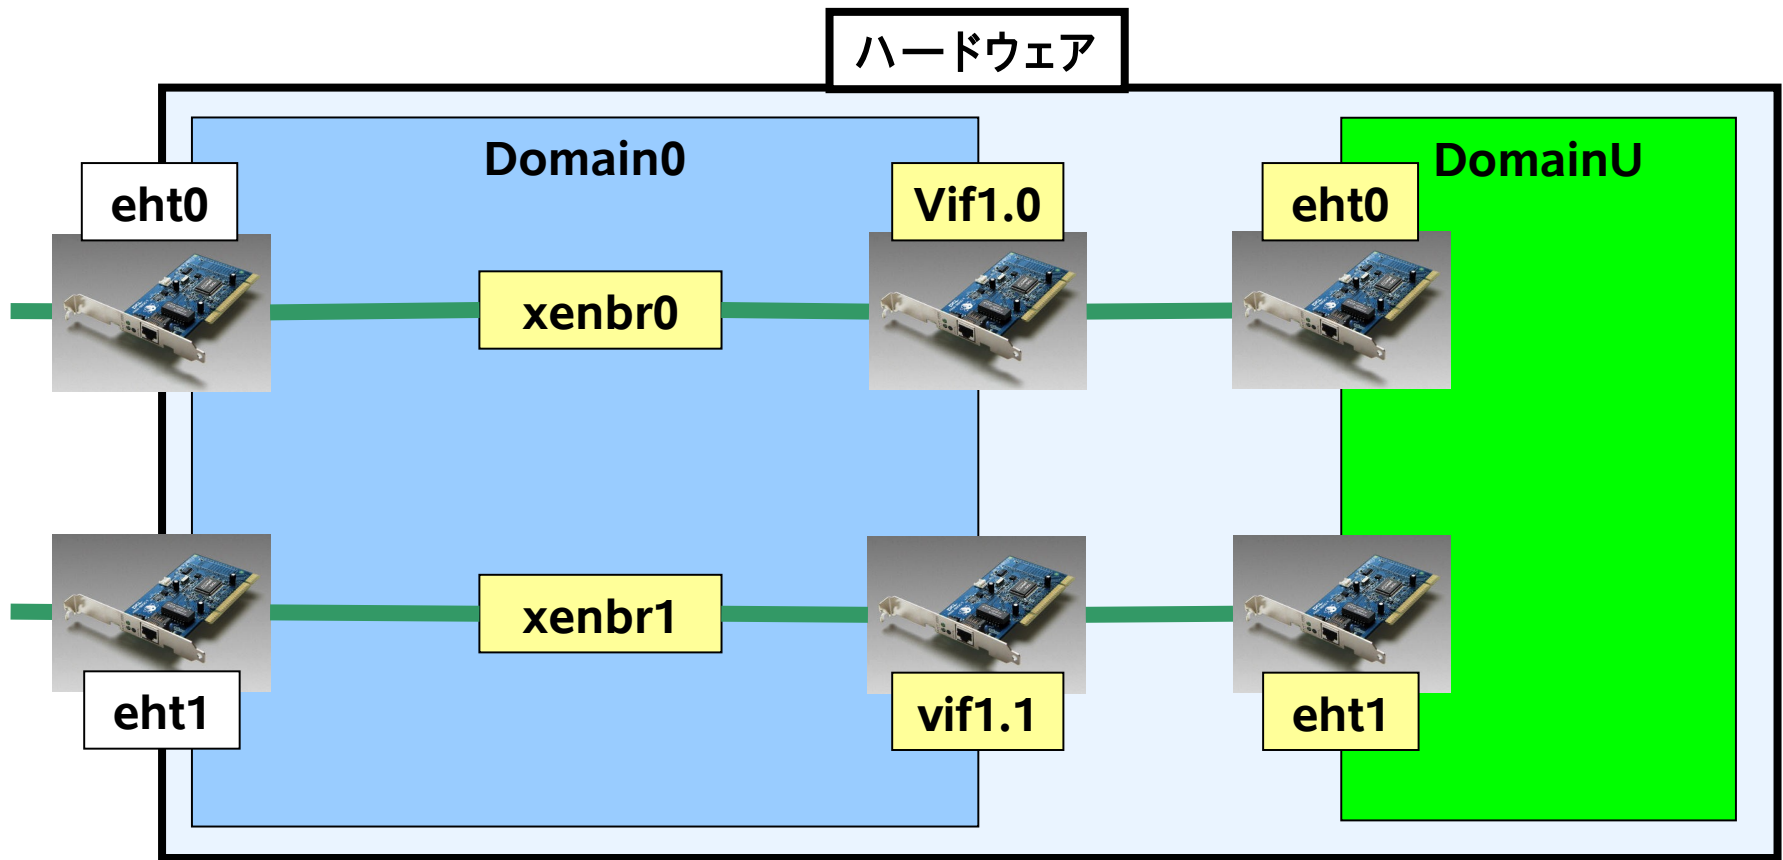 ハードウェア
Domain0
DomainU
eht0
Vif1.0
eht0
xenbr0
xenbr1
eht1
vif1.1
eht1